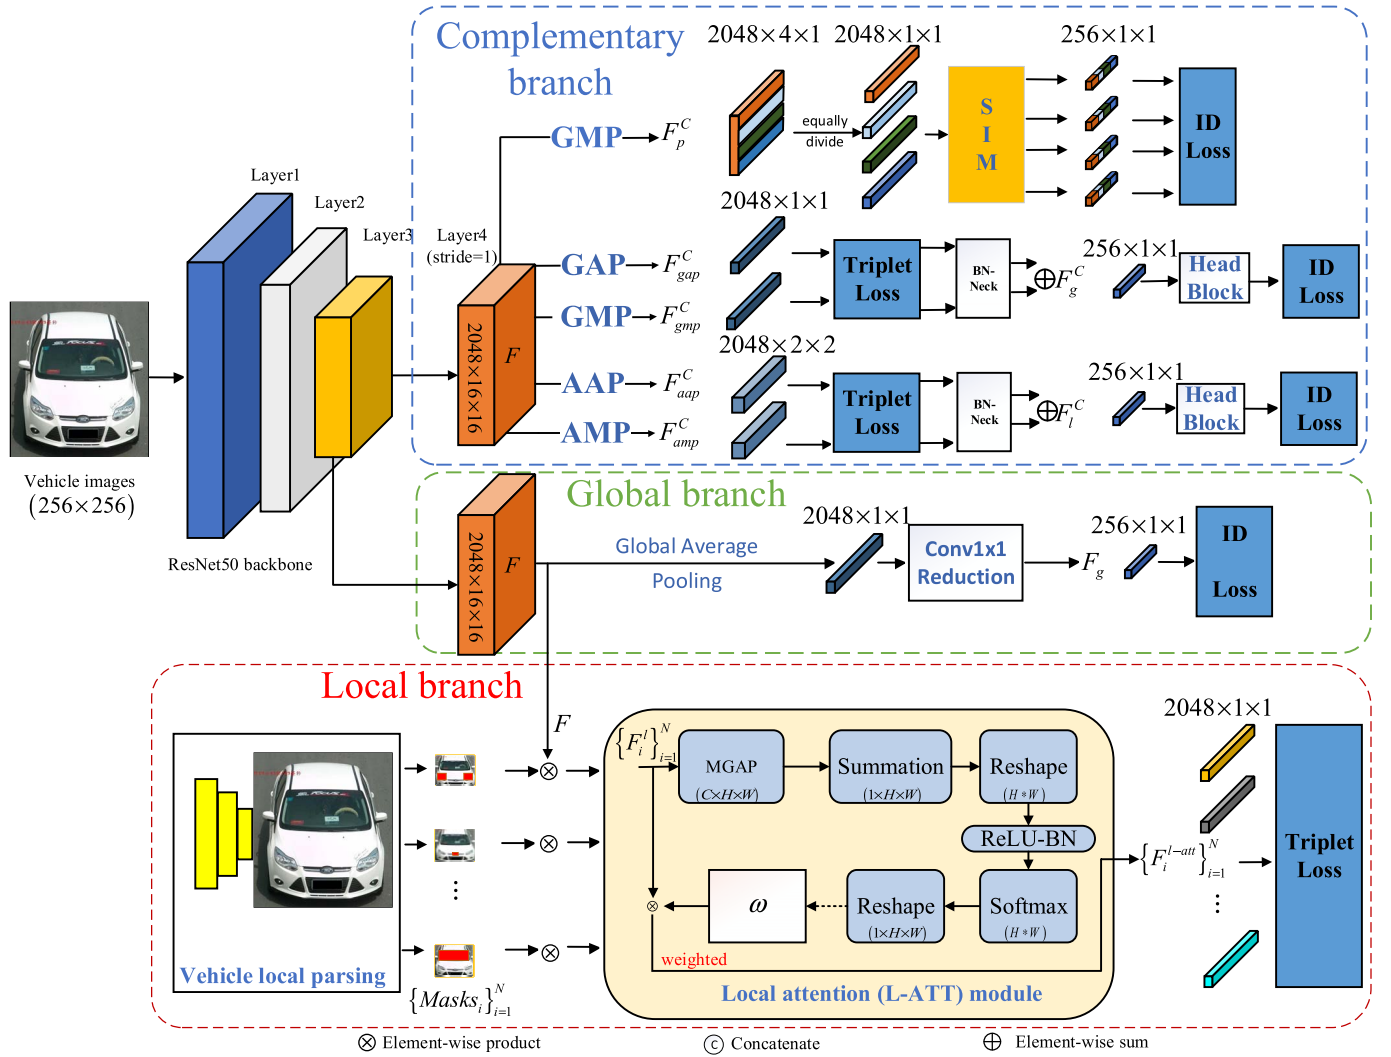 Complementary
branch
2048×4×1
2048×1×1
256×1×1
GMP
F_p^C
equally
divide
S
I
M
ID
Loss
Layer1
Layer2
Layer3
Layer4
(stride=1)
2048×1×1
GAP
F_gap^C
GMP
F_gmp^C
Triplet
Loss
BN-
Neck
⊕F_g^C
256×1×1
Head
Block
ID
Loss
2048×16×16
F
2048×2×2
AAP
F_aap^C
AMP
F_amp^C
Triplet
Loss
BN-
Neck
⊕F_l^C
256×1×1
Head
Block
ID
Loss
Vehicle images
(256×256)
ResNet50 backbone
Global branch
2048×16×16
F
Global Average
Pooling
2048×1×1
Conv1x1
Reduction
F_g
256×1×1
ID
Loss
Local branch
F
Vehicle local parsing
{Masks_i}_{i=1}^N
⊗
⊗
⋮
⊗
{F_i^l}_{i=1}^N
MGAP
(C×H×W)
Summation
(1×H×W)
Reshape
(H*W)
ReLU-BN
Softmax
(H*W)
Reshape
(1×H×W)
ω
⊗
weighted
Local attention (L-ATT) module
2048×1×1
{F_i^{l-att}}_{i=1}^N
⋮
Triplet
Loss
⊗ Element-wise product
© Concatenate
⊕ Element-wise sum